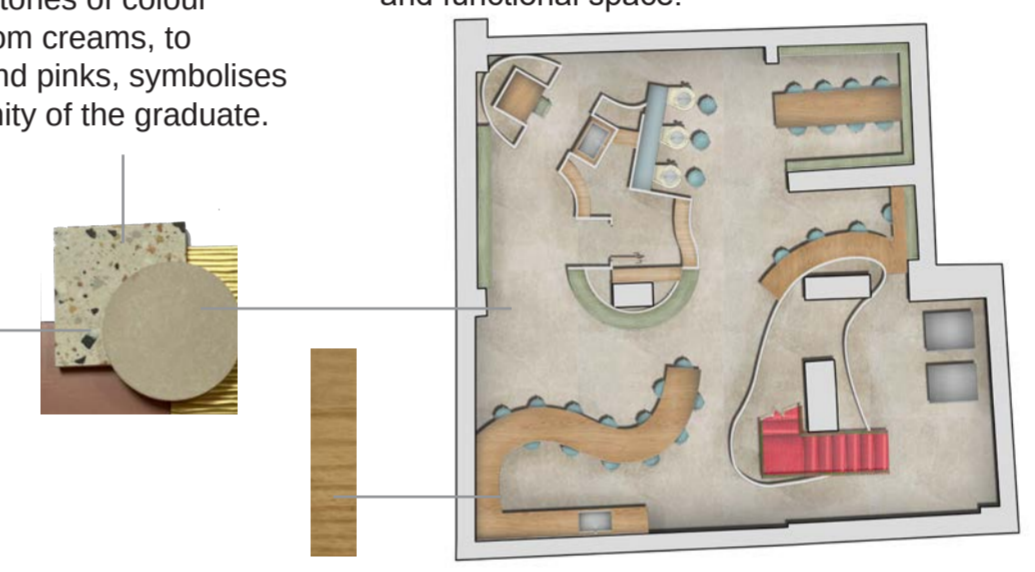 tones of colour
om creams, to
nd pinks, symbolises
nity of the graduate.
and functional space.